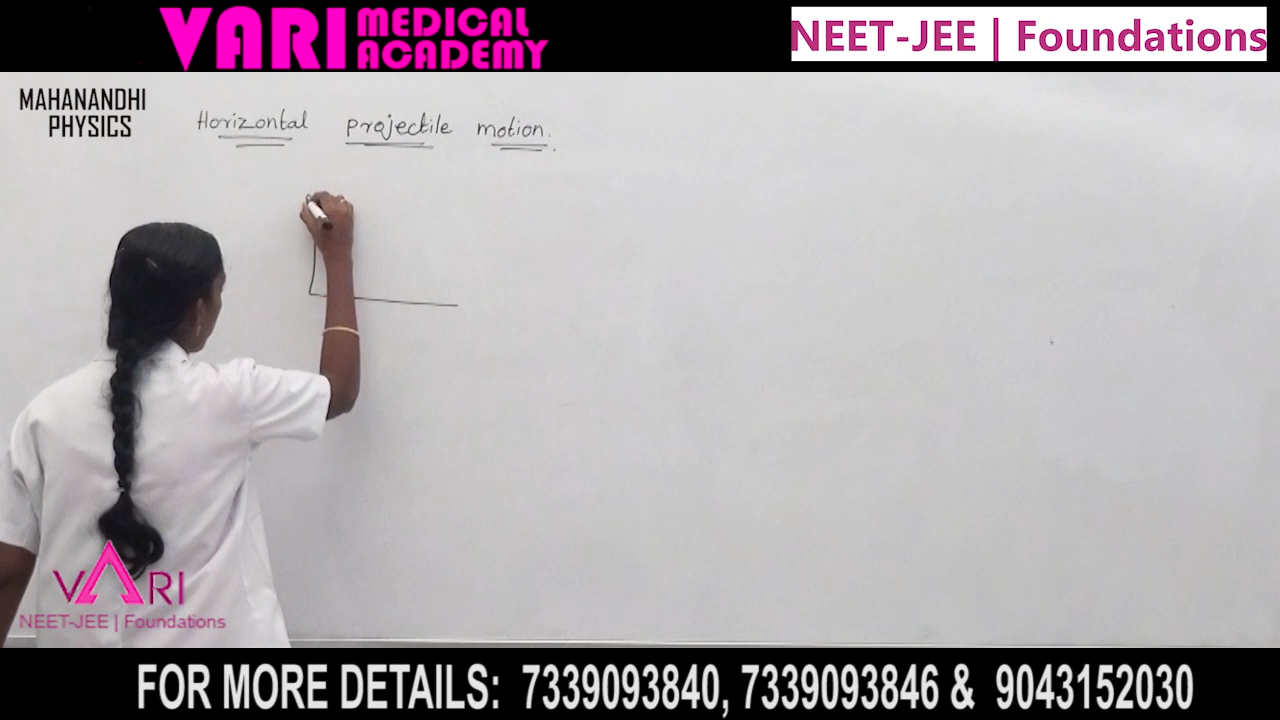 VARI MEDICAL ACADEMY
NEET-JEE | Foundations
MAHANANDHI
PHYSICS
Horizontal projectile motion.
VARI
NEET-JEE | Foundations
FOR MORE DETAILS: 7339093840, 7339093846 & 9043152030